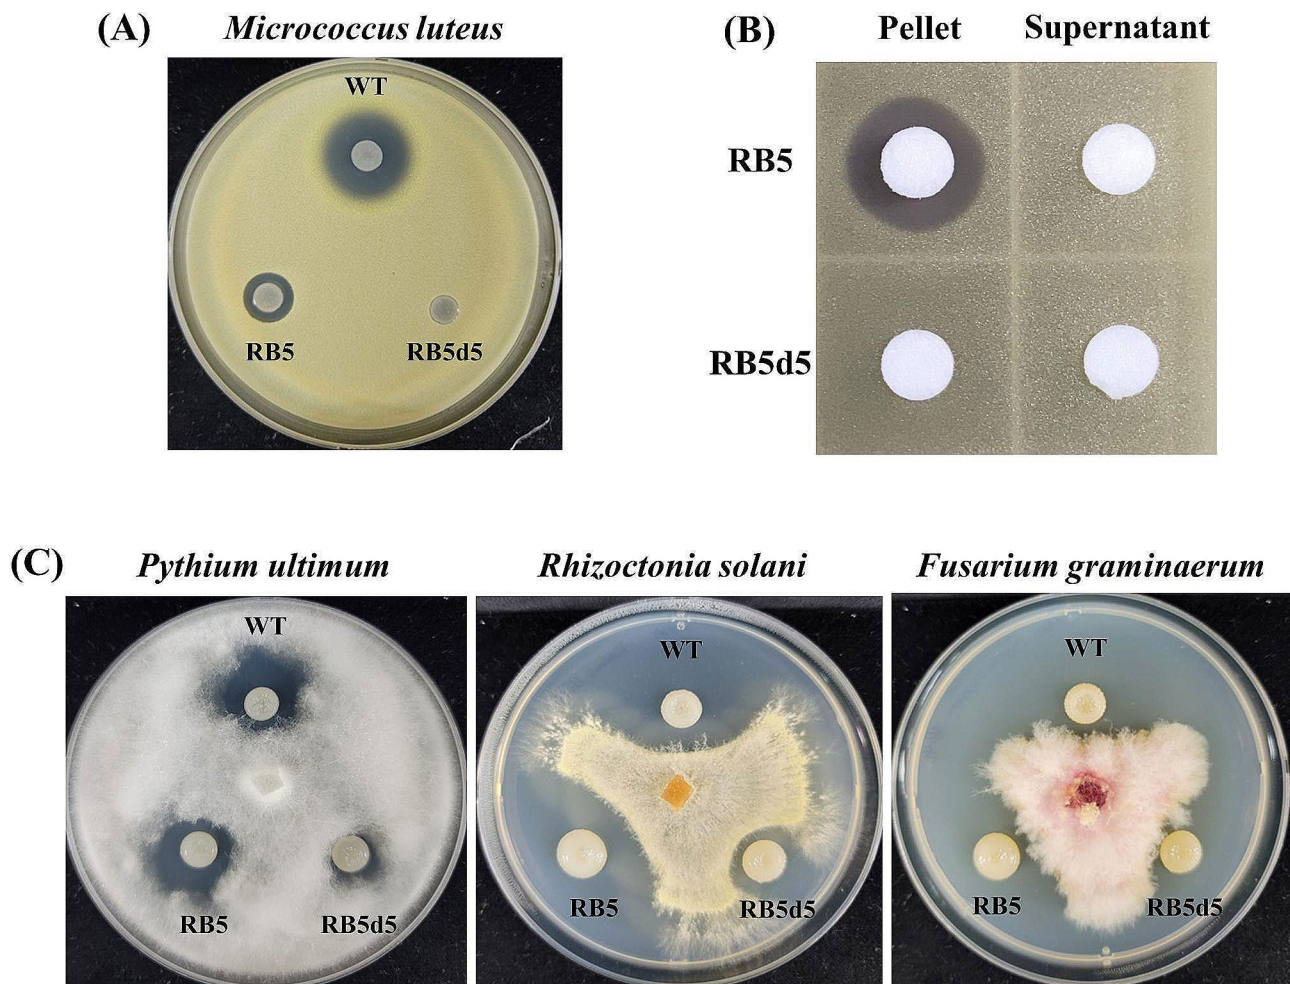 (A) Micrococcus luteus
WT
RB5
RB5d5
(B) Pellet Supernatant
RB5
RB5d5
(C) Pythium ultimum Rhizoctonia solani Fusarium graminaerum
WT
RB5
RB5d5
WT
RB5
RB5d5
WT
RB5
RB5d5